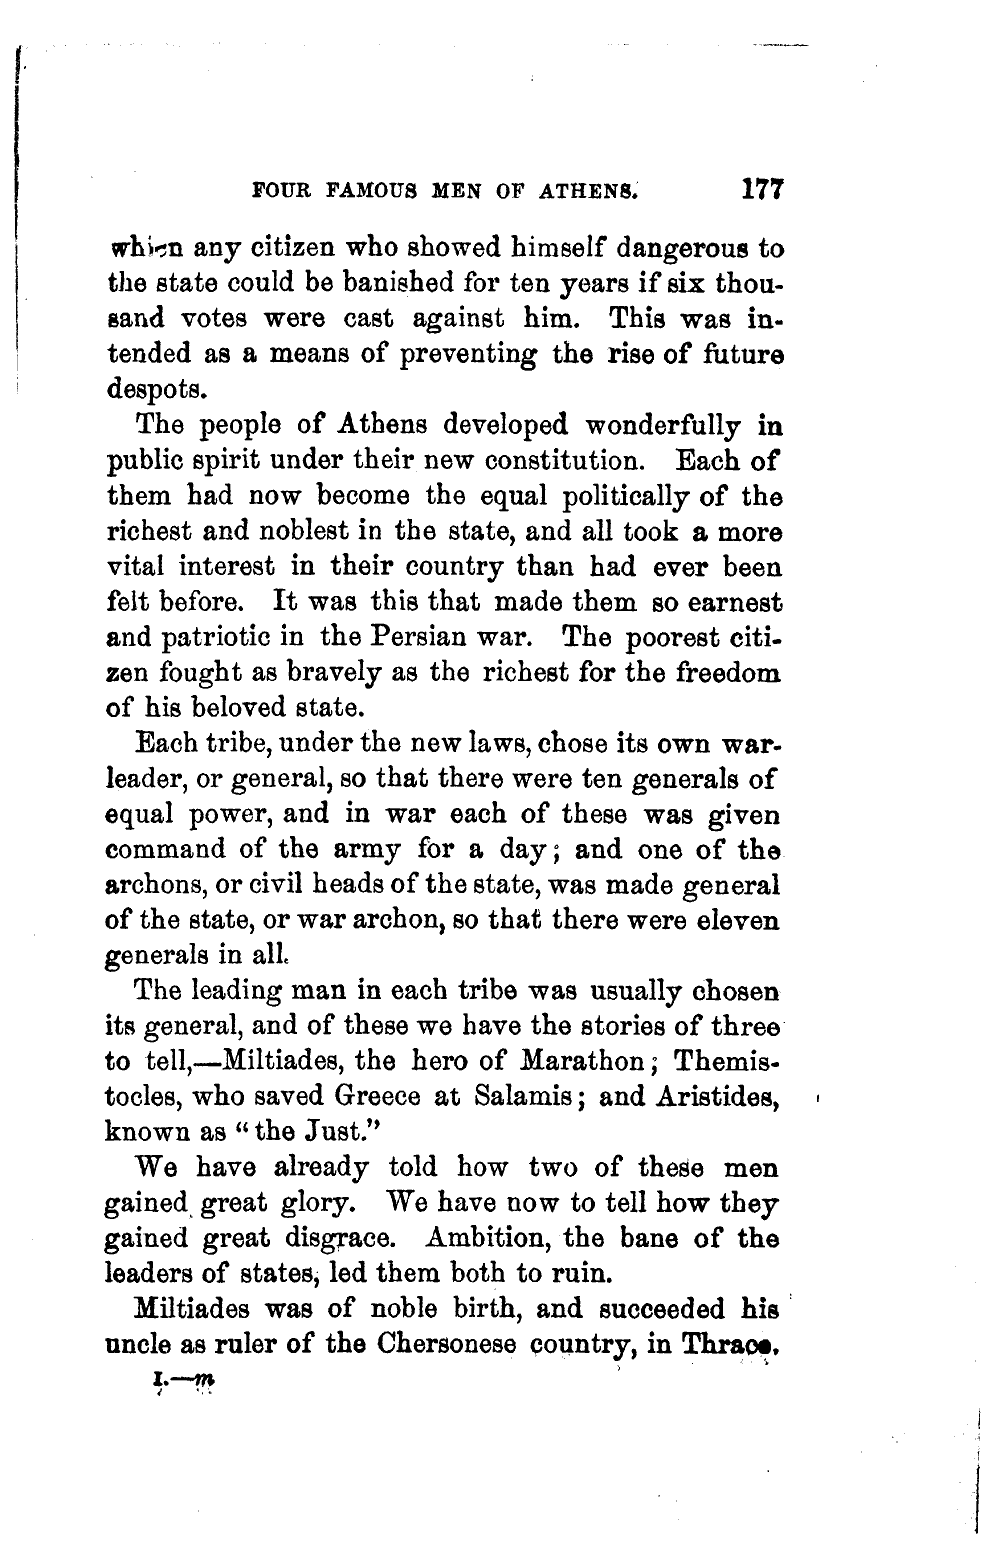 FOUR FAMOUS MEN OF ATHENS. 177
any citizen who showed himself dangerous to
the state could be banished for ten years if six thou-
sand votes were cast against him. This was in-
tended as a means of preventing the rise of future
despots.
The people of Athens developed wonderfully in
public spirit under their new constitution. Each of
them had now become the equal politically of the
richest and noblest in the state, and all took a more
vital interest in their country than had ever been
felt before. It was this that made them so earnest
and patriotic in the Persian war. The poorest citi-
zen fought as bravely as the richest for the freedom
of his beloved state.
Each tribe, under the new laws, chose its own war-
leader, or general, so that there were ten generals of
equal power, and in war each of these was given
command of the army for a day; and one of the
archons, or civil heads of the state, was made general
of the state, or war archon, so that there were eleven
generals in all.
The leading man in each tribe was usually chosen
its general, and of these we have the stories of three
to tell,—Miltiades, the hero of Marathon; Themis-
tocles, who saved Greece at Salamis; and Aristides,
known as “the Just.”
We have already told how two of these men
gained great glory. We have now to tell how they
gained great disgrace. Ambition, the bane of the
leaders of states, led them both to ruin.
Miltiades was of noble birth, and succeeded his
uncle as ruler of the Chersonese country, in Thrace.
I.—m